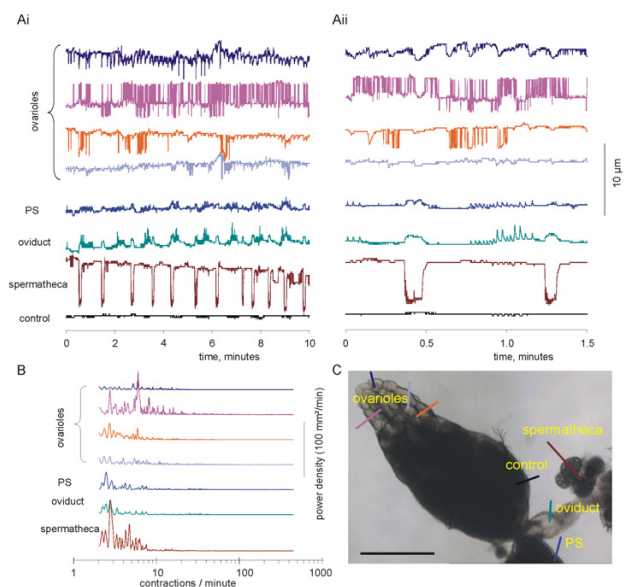 Ai
Aii
ovarioles
PS
oviduct
spermatheca
control
0 2 4 6 8 10
time, minutes
0 0.5 1.0 1.5
time, minutes
10 µm
B
ovarioles
PS
oviduct
spermatheca
1 10 100 1000
contractions / minute
power density (100 mm²/min)
C
ovarioles
spermatheca
control
oviduct
PS